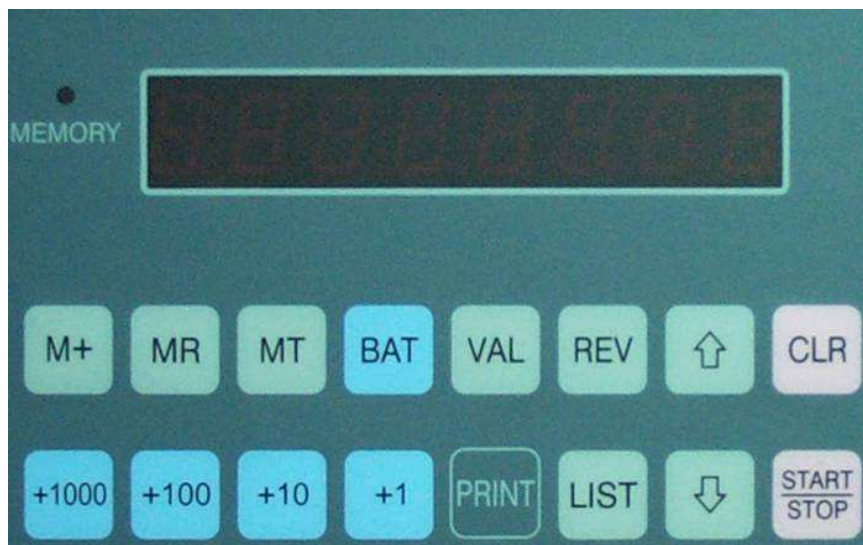 MEMORY
M+ MR MT BAT VAL REV ⇧ CLR
+1000 +100 +10 +1 PRINT LIST ⇩ START
STOP